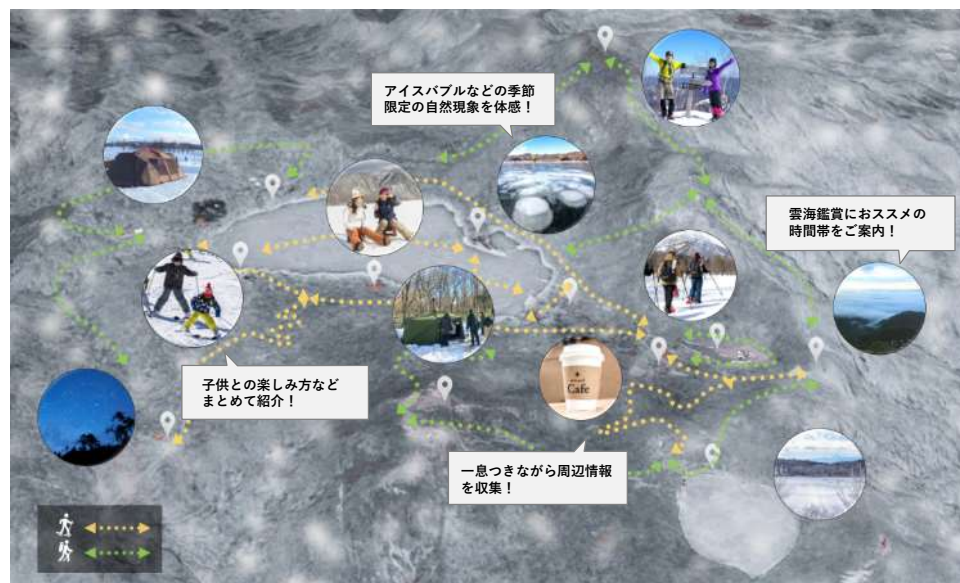 アイスバブルなどの季節
限定の自然現象を体感！
雲海鑑賞におススメの
時間帯をご案内！
子供との楽しみ方など
まとめて紹介！
Cafe
一息つきながら周辺情報
を収集！